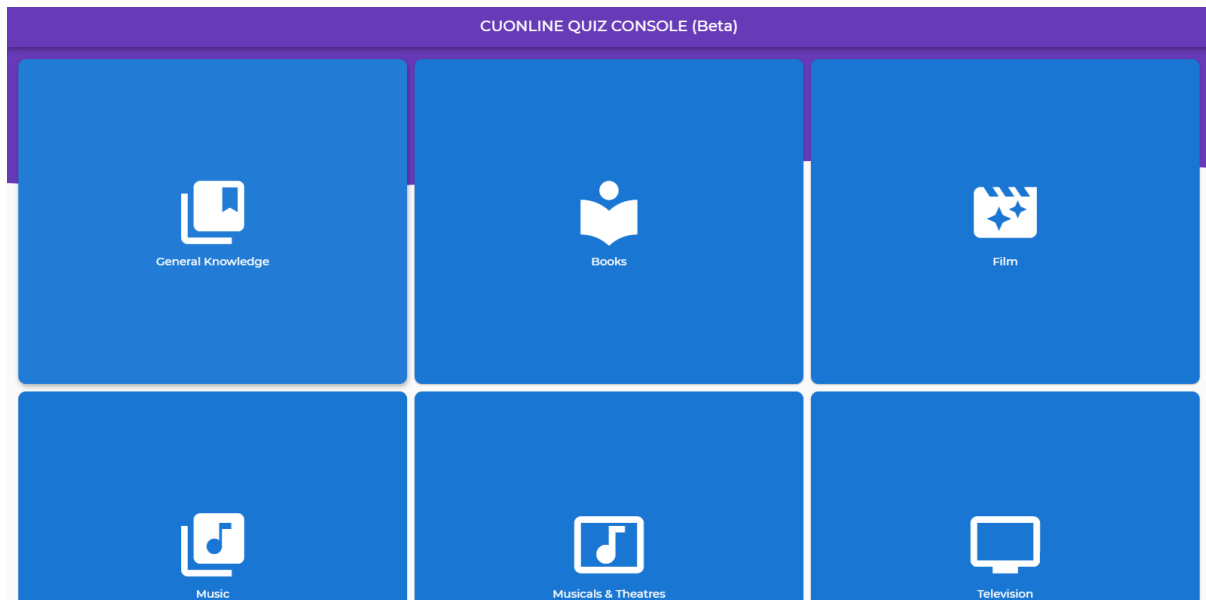 CUONLINE QUIZ CONSOLE (Beta)
General Knowledge
Books
Film
Music
Musicals & Theatres
Television